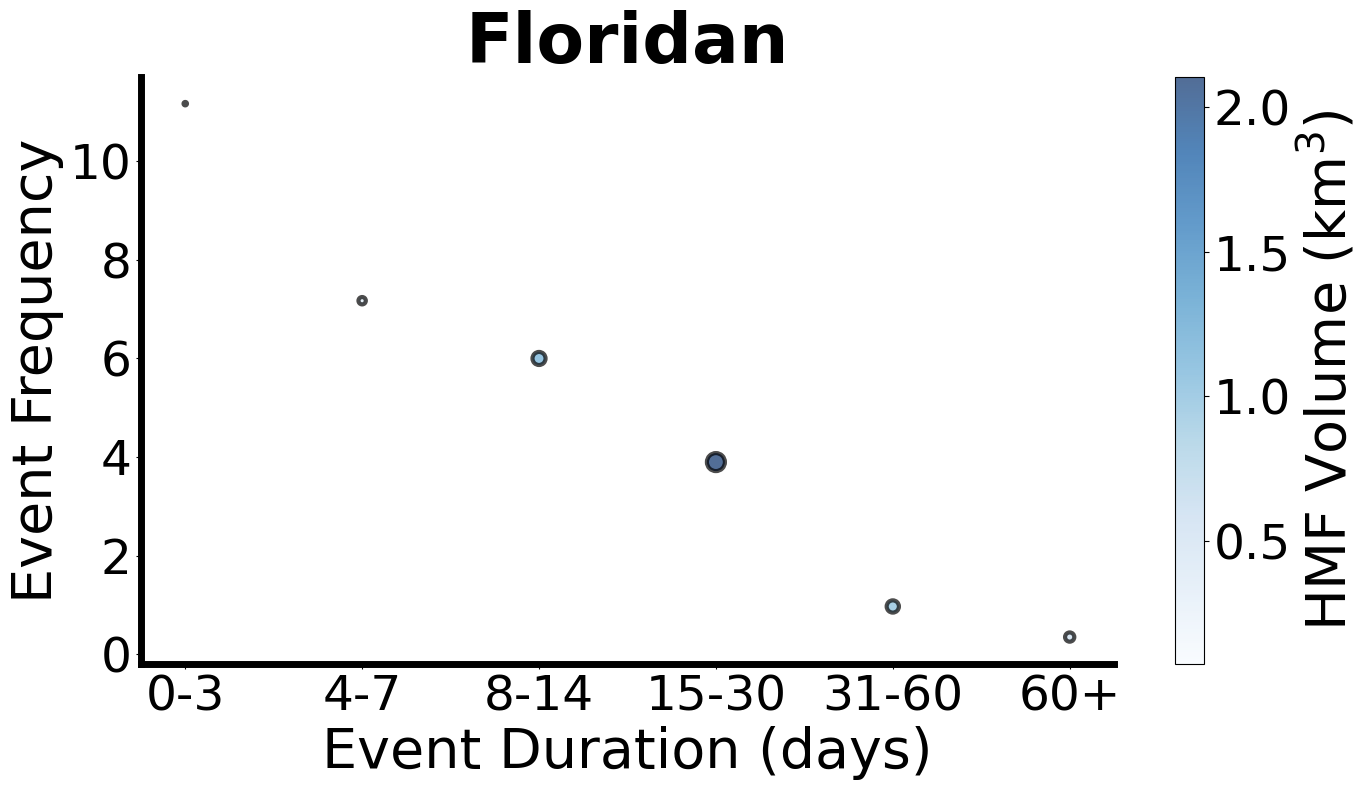 Floridan
Event Frequency
10
8
6
4
2
0
0-3 4-7 8-14 15-30 31-60 60+
Event Duration (days)
2.0
1.5
1.0
0.5
HMF Volume (km³)